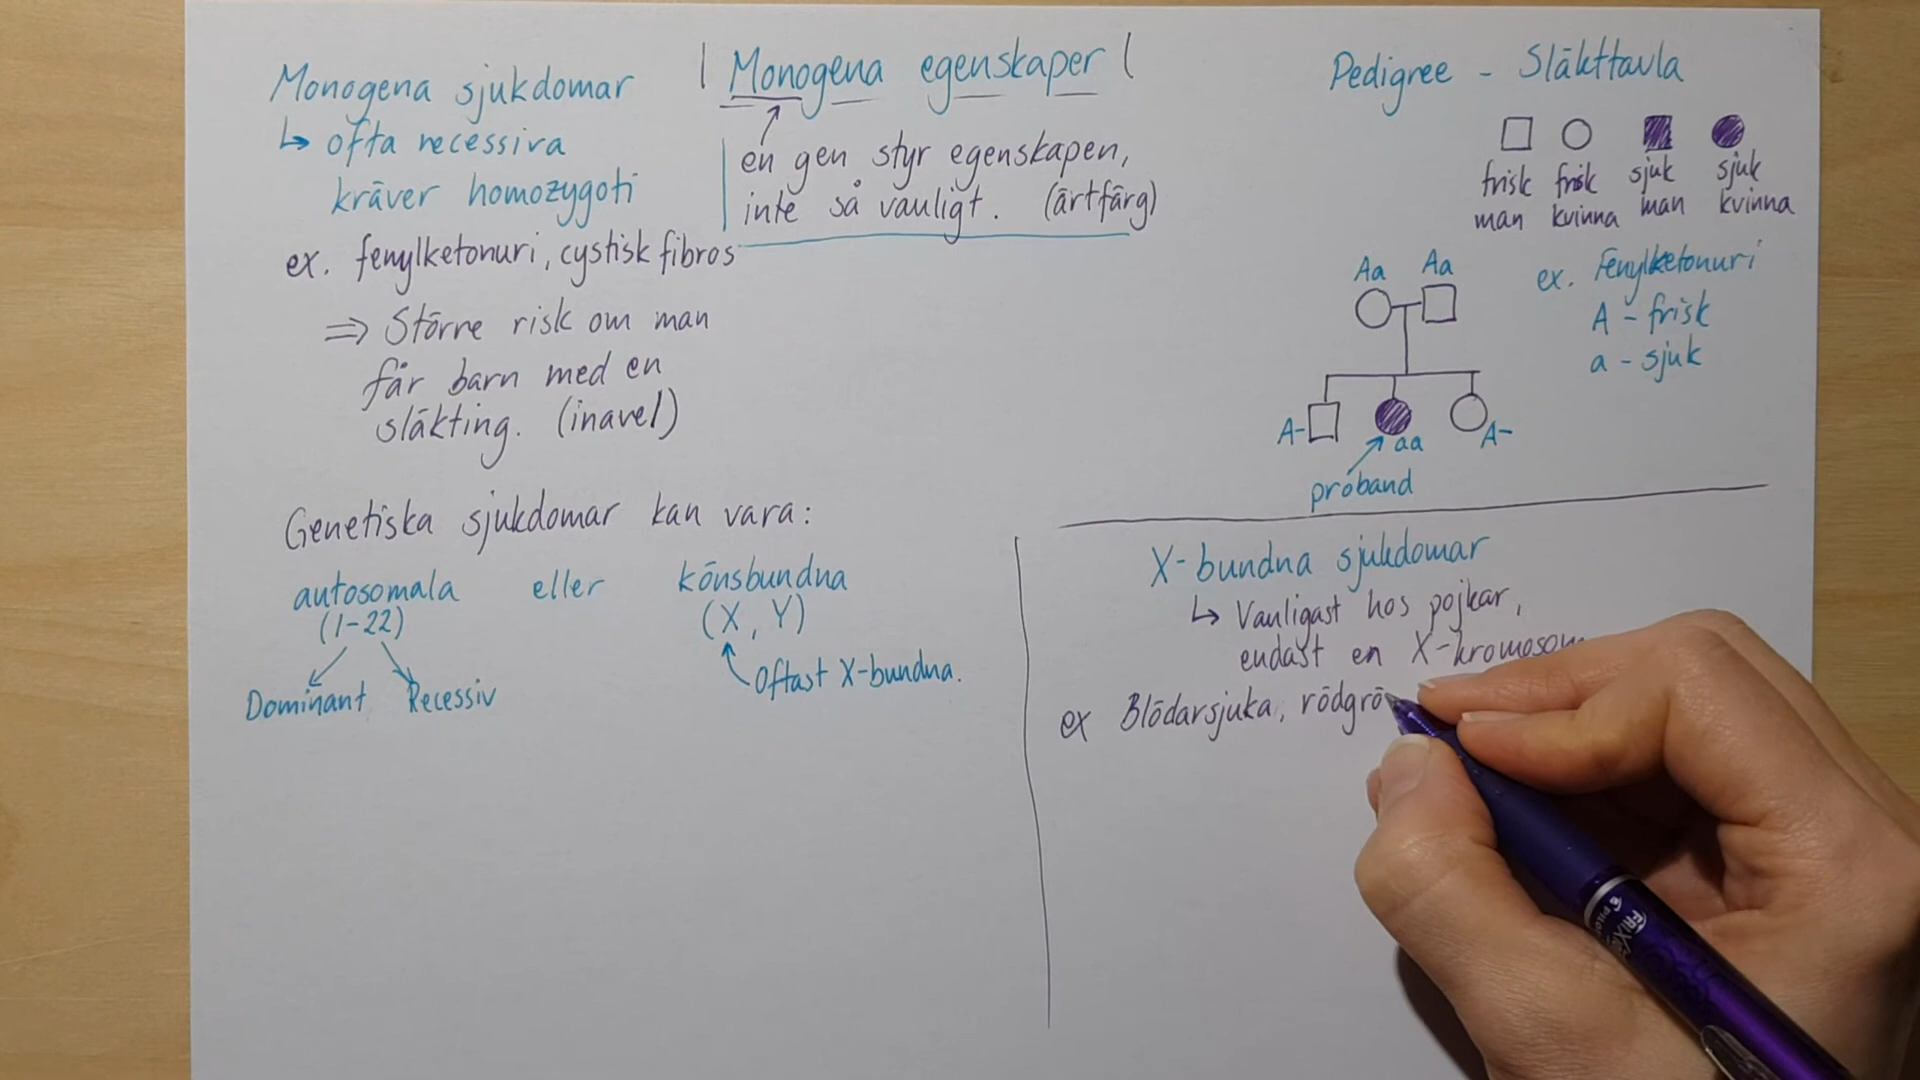 Monogena sjukdomar
↳ ofta recessiva
kräver homozygoti
ex. fenylketonuri, cystisk fibros
⇒ Större risk om man
får barn med en
släkting. (inavel)
Monogena egenskaper
en gen styr egenskapen,
inte så vanligt. (ärtfärg)
Pedigree - Släkttavla
frisk man
frisk kvinna
sjuk man
sjuk kvinna
ex. Fenylketonuri
A - frisk
a - sjuk
Aa Aa
A- aa A-
proband
Genetiska sjukdomar kan vara:
autosomala eller könsbundna
(1-22) (X, Y)
Dominant Recessiv
Oftast X-bundna.
X-bundna sjukdomar
↳ Vanligast hos pojkar,
endast en X-kromosom
ex Blödarsjuka, rödgrö
FRIXION
PILOT